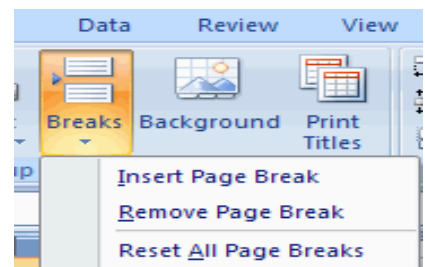 Data Review View
Breaks Background Print
Titles
Insert Page Break
Remove Page Break
Reset All Page Breaks